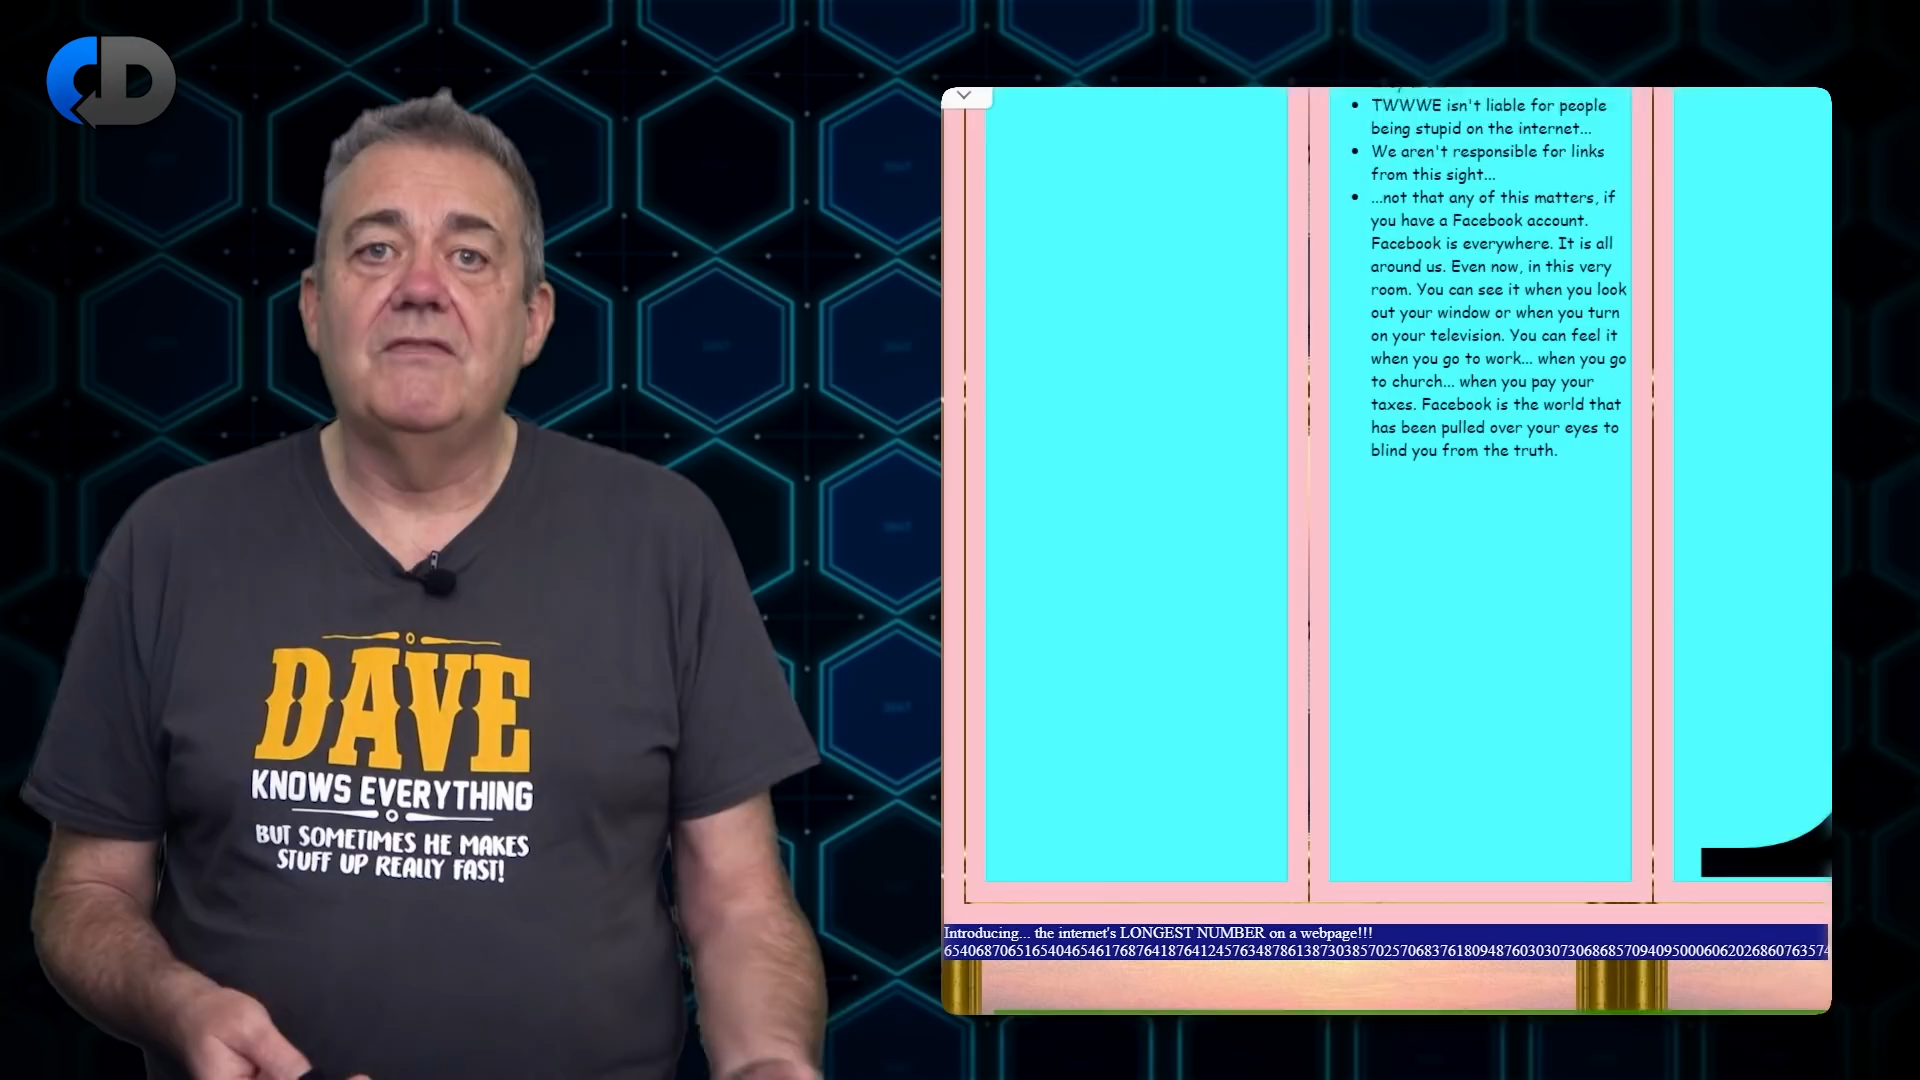 CD
DAVE
KNOWS EVERYTHING
BUT SOMETIMES HE MAKES
STUFF UP REALLY FAST!
• TWWWE isn't liable for people
being stupid on the internet...
• We aren't responsible for links
from this sight...
• ...not that any of this matters, if
you have a Facebook account.
Facebook is everywhere. It is all
around us. Even now, in this very
room. You can see it when you look
out your window or when you turn
on your television. You can feel it
when you go to work... when you go
to church... when you pay your
taxes. Facebook is the world that
has been pulled over your eyes to
blind you from the truth.
Introducing... the internet's LONGEST NUMBER on a webpage!!!